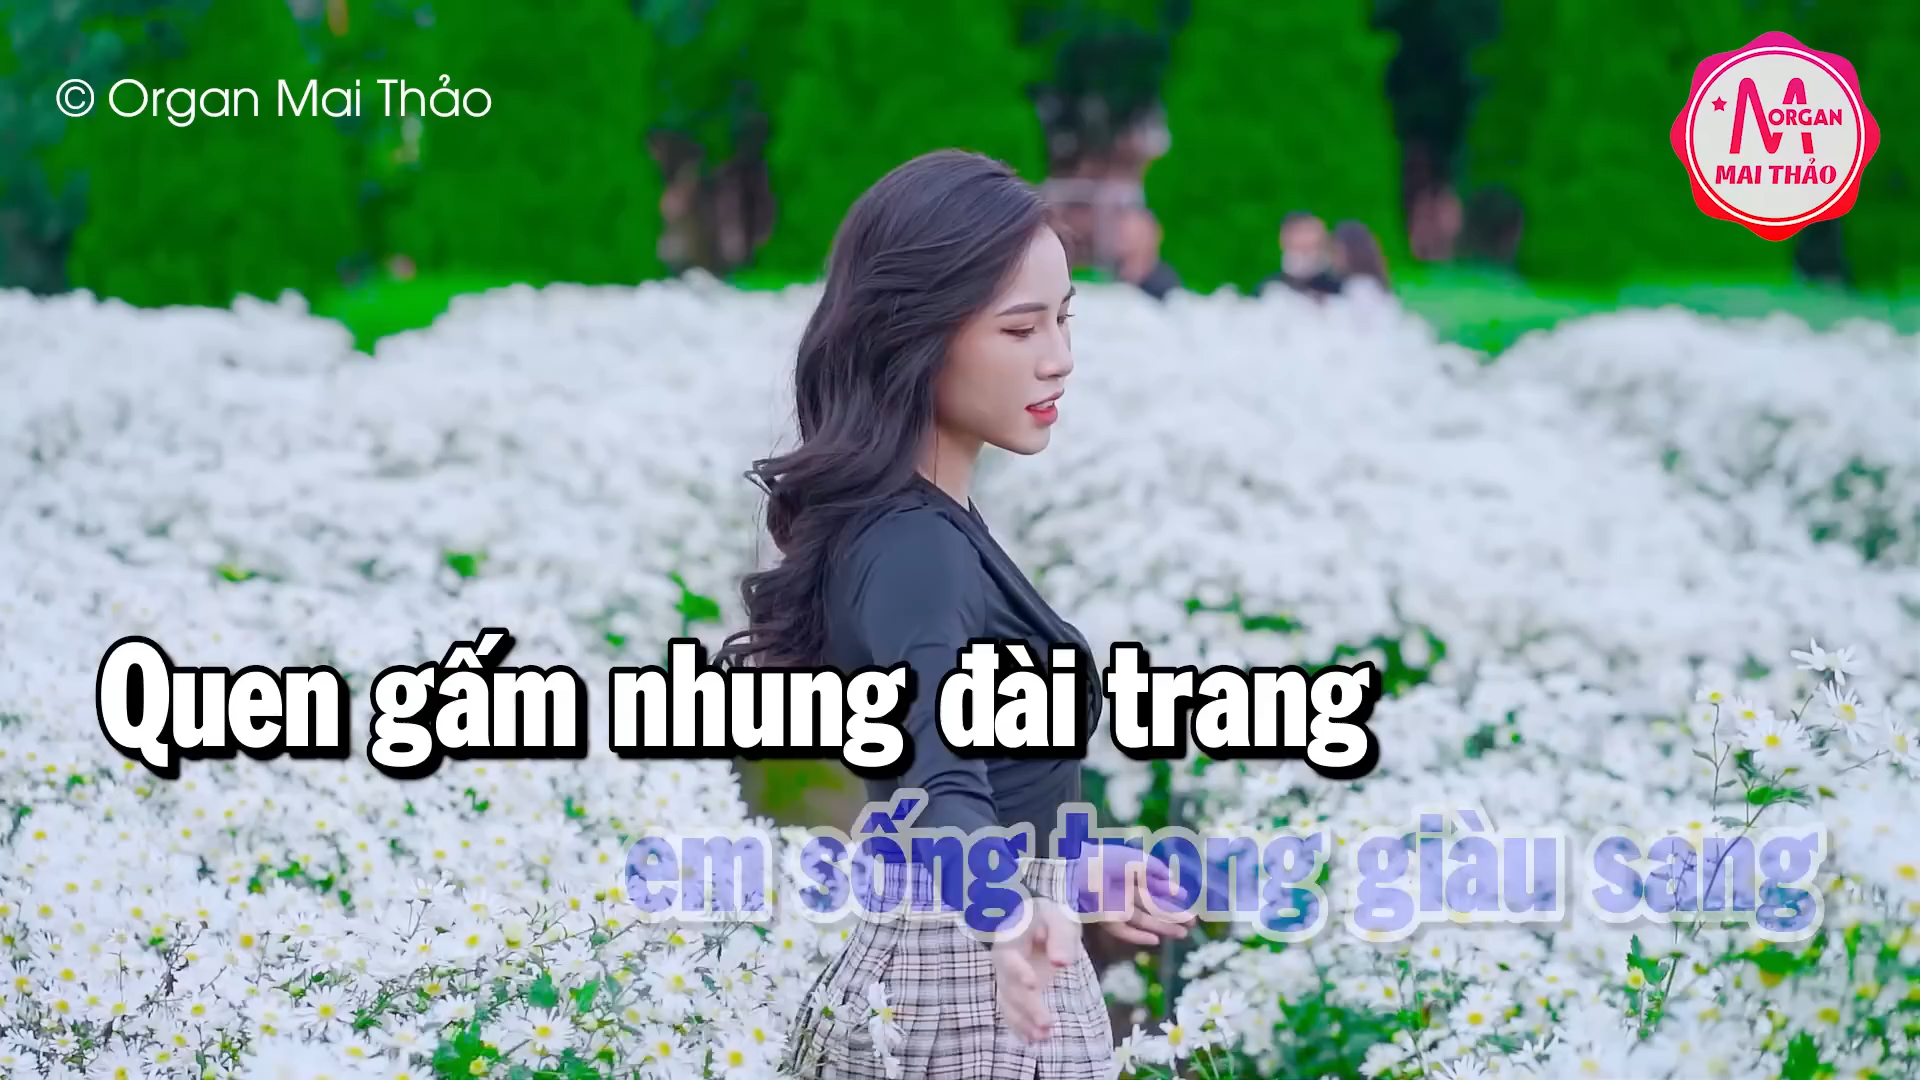 © Organ Mai Thảo
ORGAN
MAI THẢO
Quen gấm nhung đài trang
em sống trong giàu sang